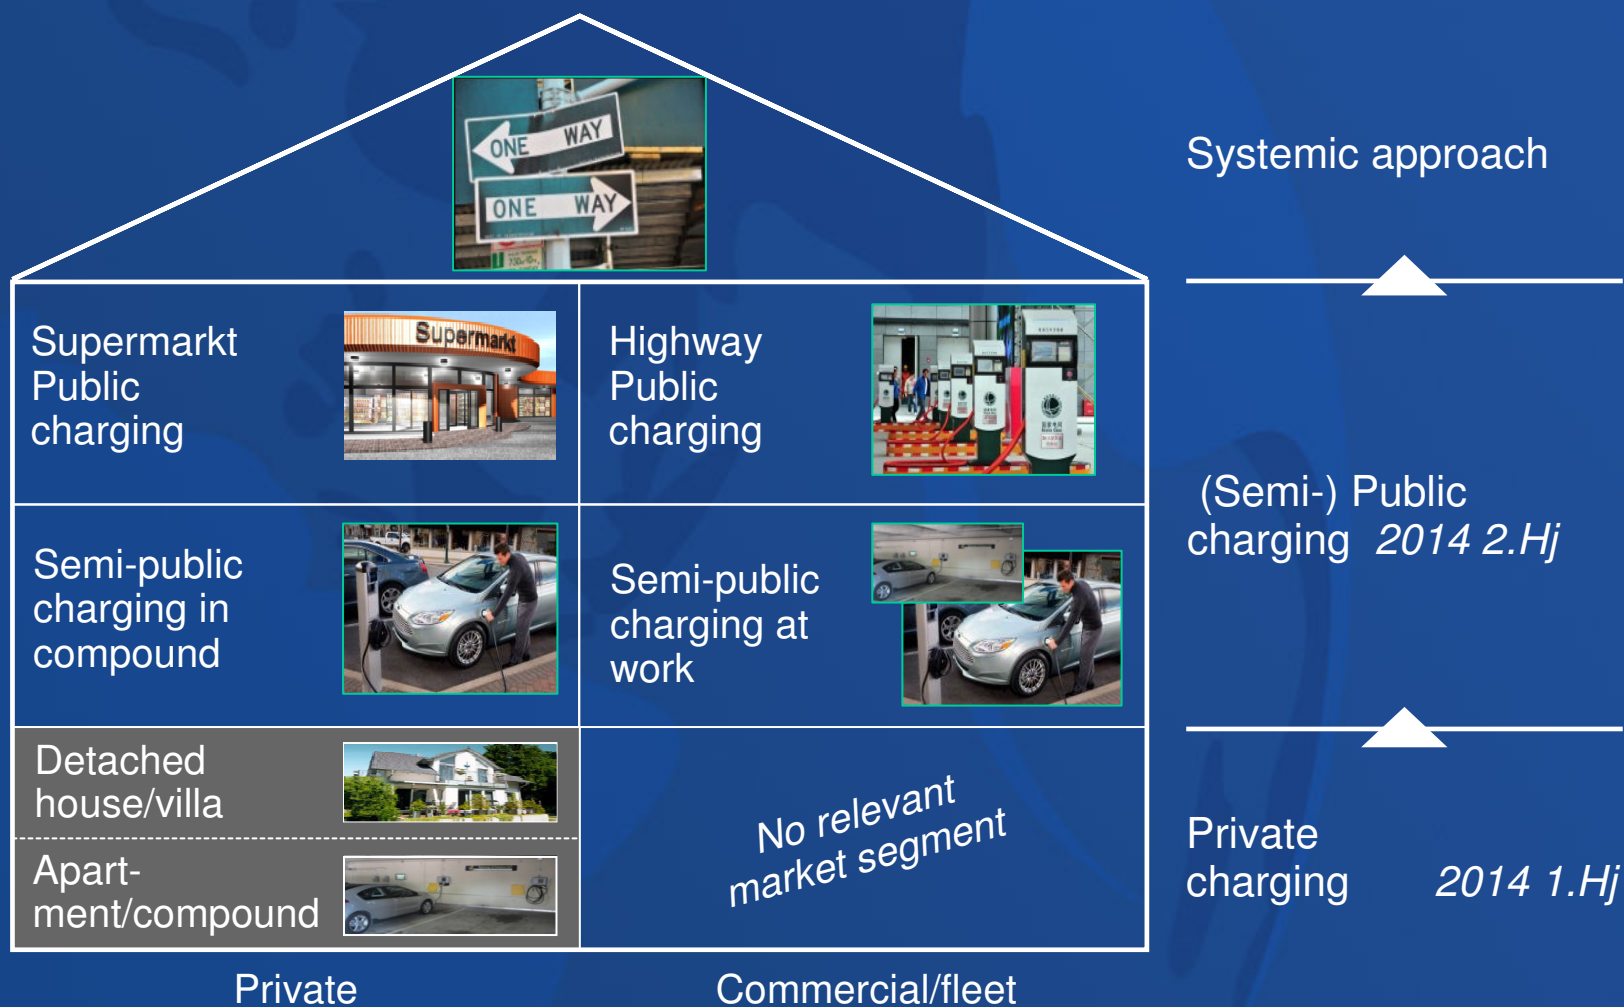 ONE WAY
ONE WAY
Systemic approach
Supermarkt
Public
charging
Supermarkt
Highway
Public
charging
(Semi-) Public
charging 2014 2.Hj
Semi-public
charging in
compound
Semi-public
charging at
work
Detached
house/villa
Apart-
ment/compound
No relevant
market segment
Private
charging 2014 1.Hj
Private
Commercial/fleet